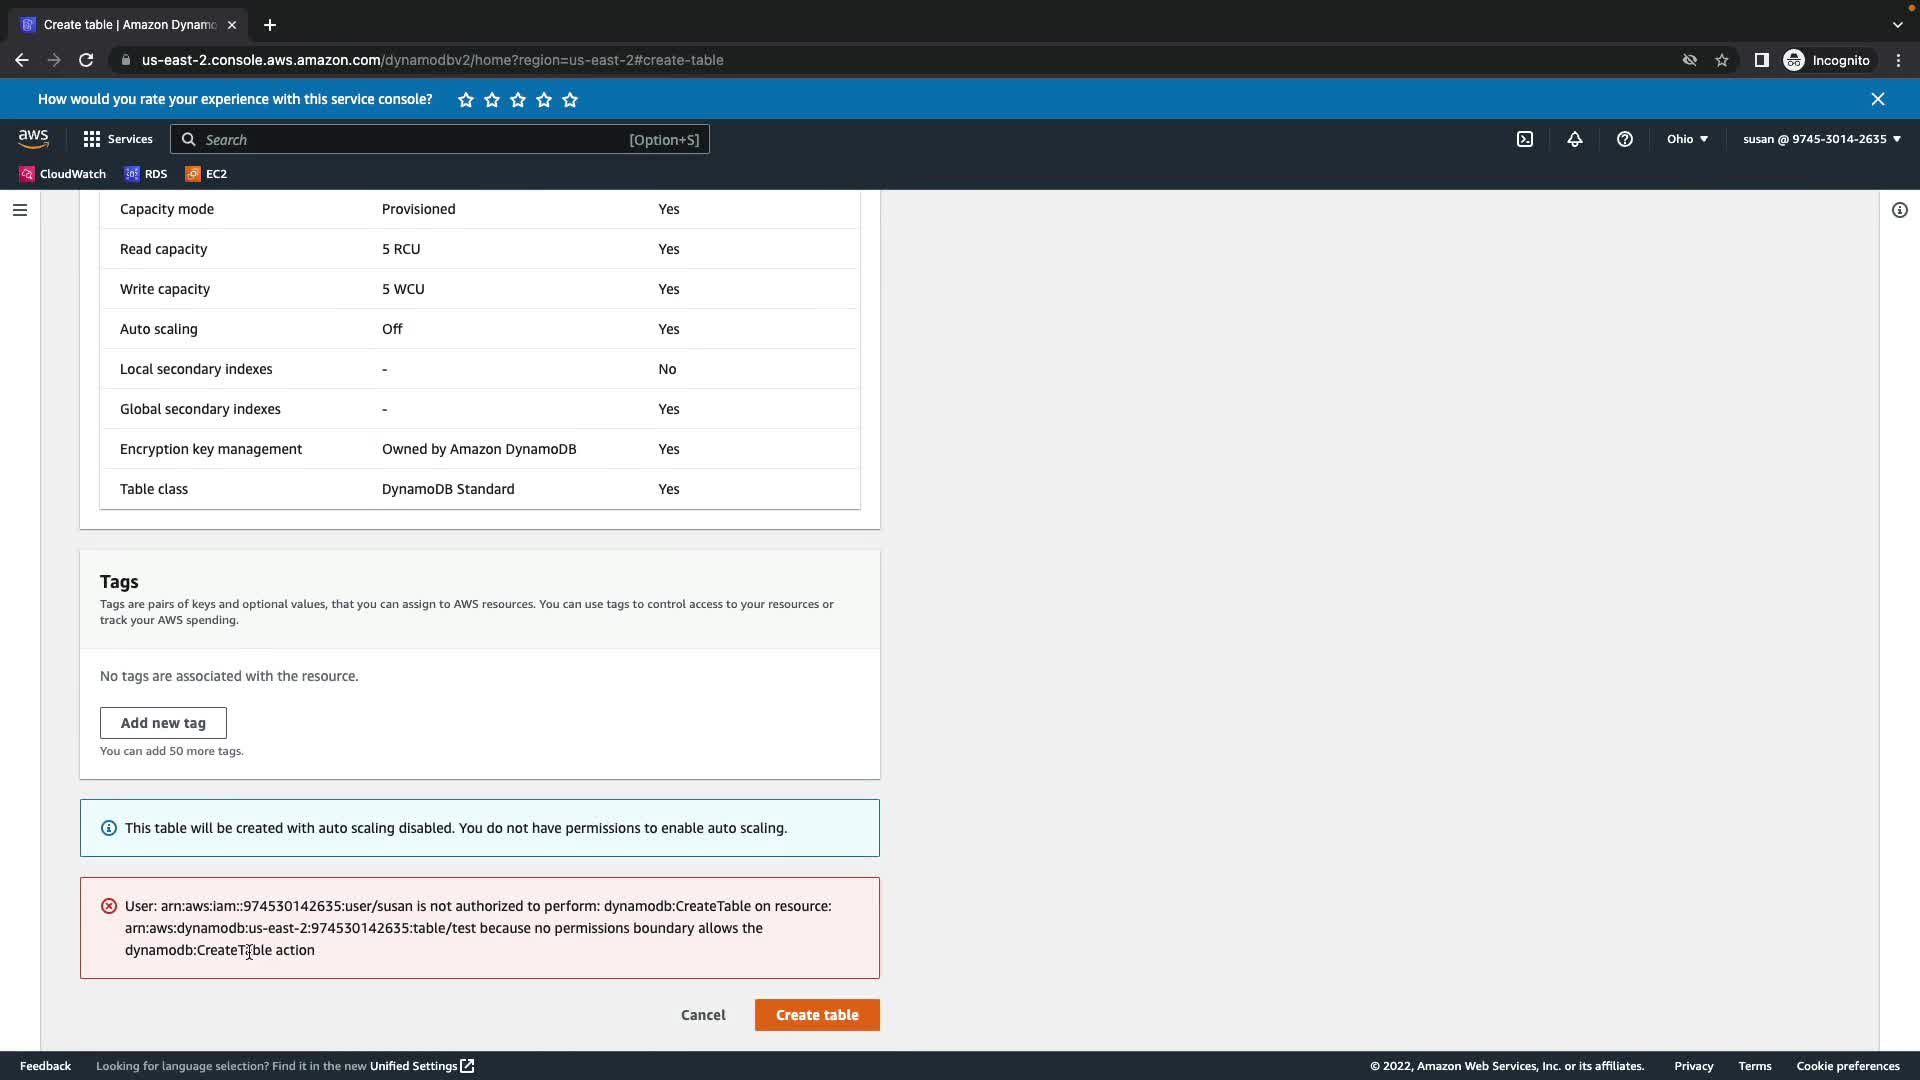 Create table | Amazon Dynamo
us-east-2.console.aws.amazon.com/dynamodbv2/home?region=us-east-2#create-table
Incognito
How would you rate your experience with this service console?
aws
Services
Search
[Option+S]
Ohio
susan @ 9745-3014-2635
CloudWatch
RDS
EC2
Capacity mode Provisioned Yes
Read capacity 5 RCU Yes
Write capacity 5 WCU Yes
Auto scaling Off Yes
Local secondary indexes - No
Global secondary indexes - Yes
Encryption key management Owned by Amazon DynamoDB Yes
Table class DynamoDB Standard Yes
Tags
Tags are pairs of keys and optional values, that you can assign to AWS resources. You can use tags to control access to your resources or
track your AWS spending.
No tags are associated with the resource.
Add new tag
You can add 50 more tags.
This table will be created with auto scaling disabled. You do not have permissions to enable auto scaling.
User: arn:aws:iam::974530142635:user/susan is not authorized to perform: dynamodb:CreateTable on resource:
arn:aws:dynamodb:us-east-2:974530142635:table/test because no permissions boundary allows the
dynamodb:CreateTable action
Cancel
Create table
Feedback
Looking for language selection? Find it in the new Unified Settings
© 2022, Amazon Web Services, Inc. or its affiliates.
Privacy
Terms
Cookie preferences